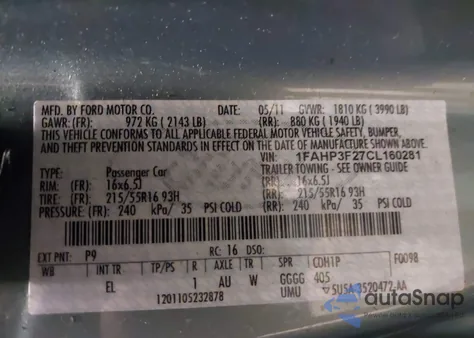 MFD. BY FORD MOTOR CO. DATE: 05/11 GVWR: 1810 KG ( 3990 LB)
GAWR: (FR): 972 KG ( 2143 LB) (RR): 880 KG ( 1940 LB)
THIS VEHICLE CONFORMS TO ALL APPLICABLE FEDERAL MOTOR VEHICLE SAFETY, BUMPER,
AND THEFT PREVENTION STANDARDS IN EFFECT ON THE DATE OF MANUFACTURE SHOWN ABOVE.
VIN: 1FAHP3F27CL160281
TYPE: Passenger Car TRAILER TOWING - SEE OWNER GUIDE
RIM: (FR) 16x6.5J (RR): 16x6.5J
TIRE: (FR) 215/55R16 93H (RR): 215/55R16 93H
PRESSURE: (FR) 240 kPa/ 35 PSI COLD (RR): 240 kPa/ 35 PSI COLD
EXT PNT: P9 RC: 16 DSO: F0098
WB INT TR TP/PS R AXLE TR SPR CDH1P
EL 1 AU W GGGG 405
1201105232878 UMU 5U5A-3520472-AA
autoSnap